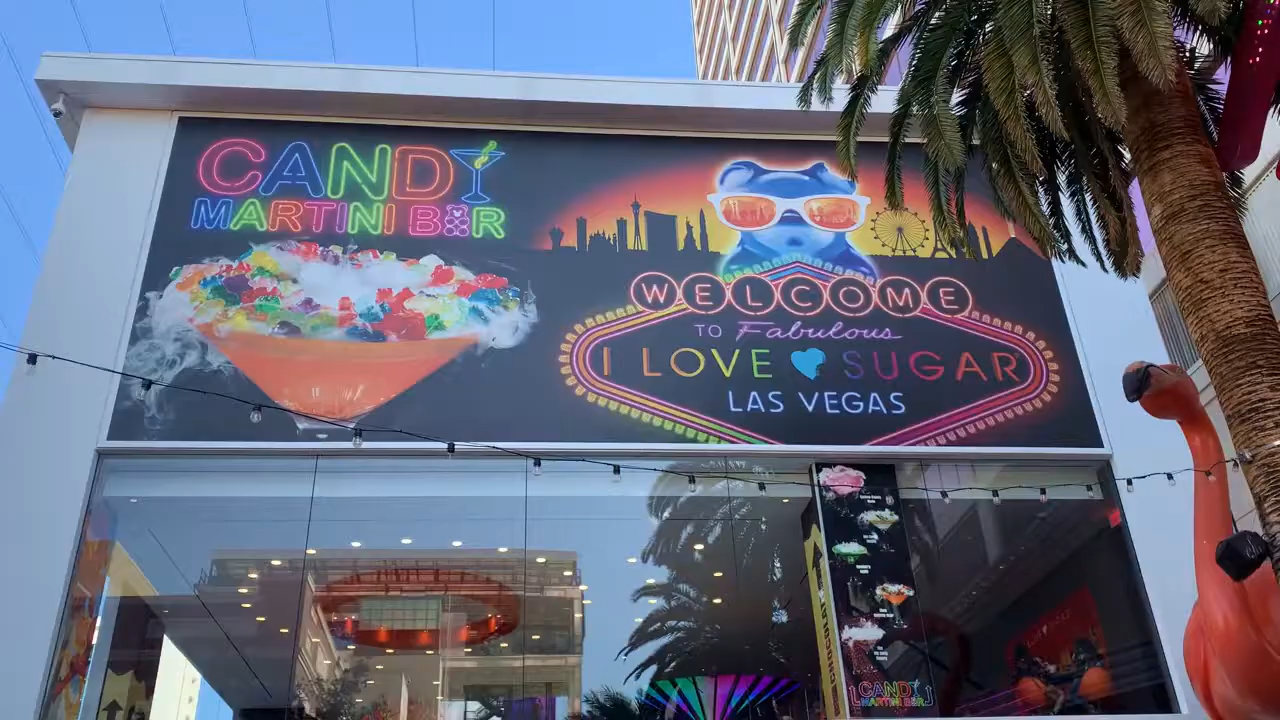 CANDY
MARTINI BAR
WELCOME
TO Fabulous
I LOVE SUGAR
LAS VEGAS
CANDY
MARTINI BAR